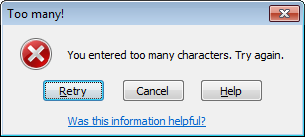 Too many!
You entered too many characters. Try again.
Retry
Cancel
Help
Was this information helpful?